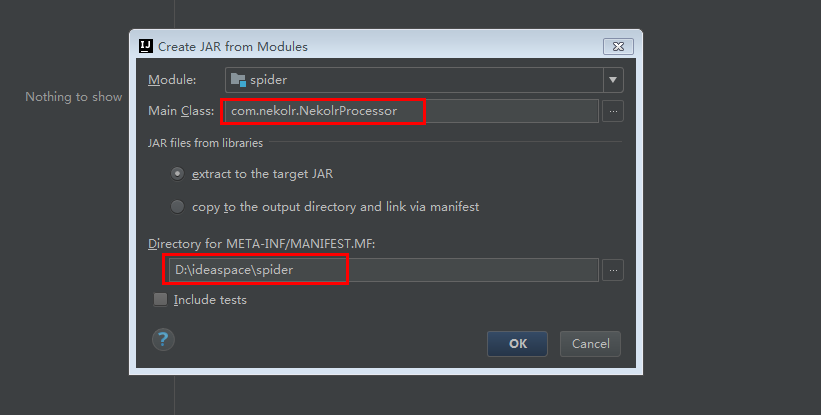 Create JAR from Modules
Module: spider
Nothing to show
Main Class: com.nekolr.NekolrProcessor ...
JAR files from libraries
extract to the target JAR
copy to the output directory and link via manifest
Directory for META-INF/MANIFEST.MF:
D:\ideaspace\spider ...
Include tests
? OK Cancel